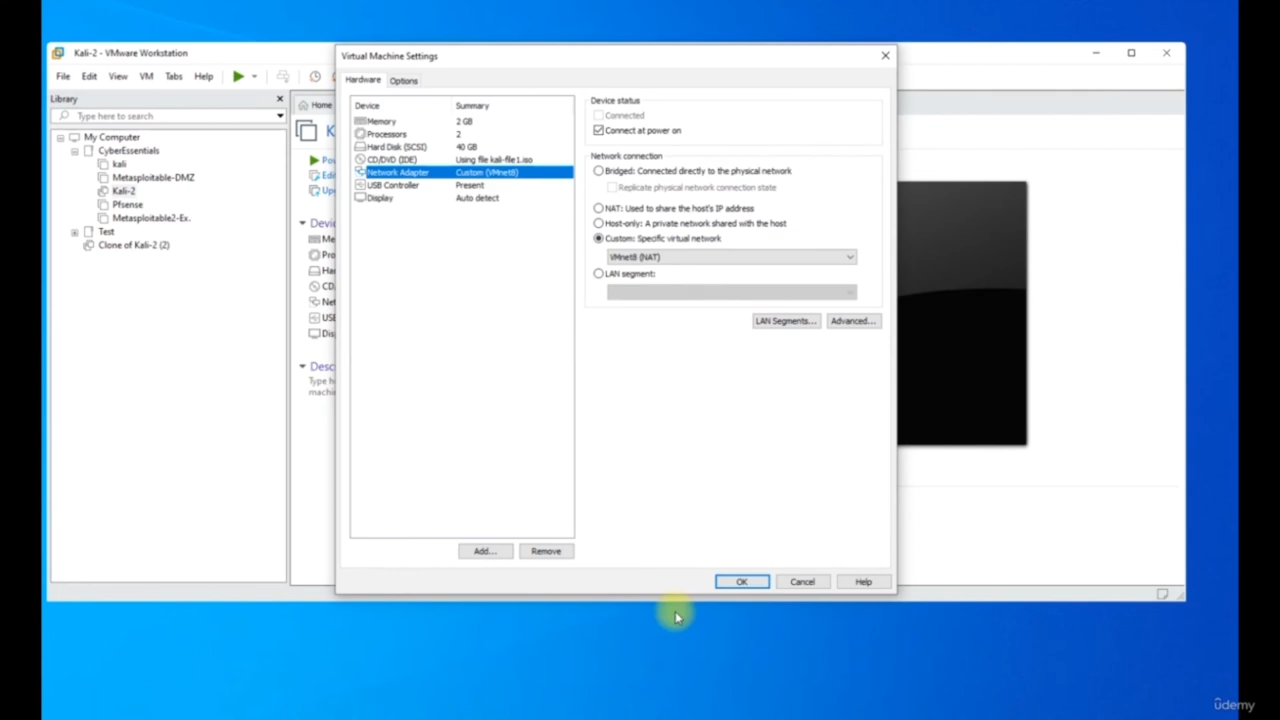 Kali-2 - VMware Workstation
File Edit View VM Tabs Help
Library
Type here to search
My Computer
CyberEssentials
kali
Metasploitable-DMZ
Kali-2
Pfsense
Metasploitable2-Ex.
Test
Clone of Kali-2 (2)
Home
Virtual Machine Settings
Hardware Options
Device Summary
Memory 2 GB
Processors 2
Hard Disk (SCSI) 40 GB
CD/DVD (IDE) Using file kali-file1.iso
Network Adapter Custom (VMnet8)
USB Controller Present
Display Auto detect
Add... Remove
Device status
Connected
Connect at power on
Network connection
Bridged: Connected directly to the physical network
Replicate physical network connection state
NAT: Used to share the host's IP address
Host-only: A private network shared with the host
Custom: Specific virtual network
VMnet8 (NAT)
LAN segment:
LAN Segments... Advanced...
OK Cancel Help
udemy